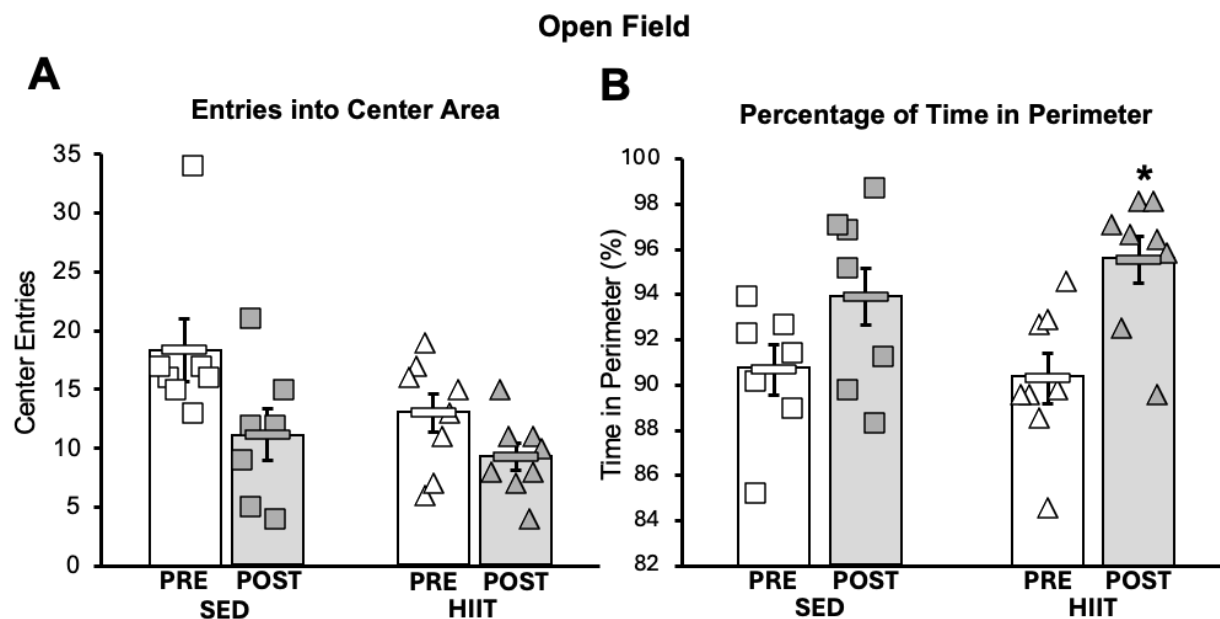 Open Field
A
Entries into Center Area
Center Entries
35
30
25
20
15
10
5
0
PRE POST PRE POST
SED HIIT
B
Percentage of Time in Perimeter
Time in Perimeter (%)
100
98
96
94
92
90
88
86
84
82
*
PRE POST PRE POST
SED HIIT